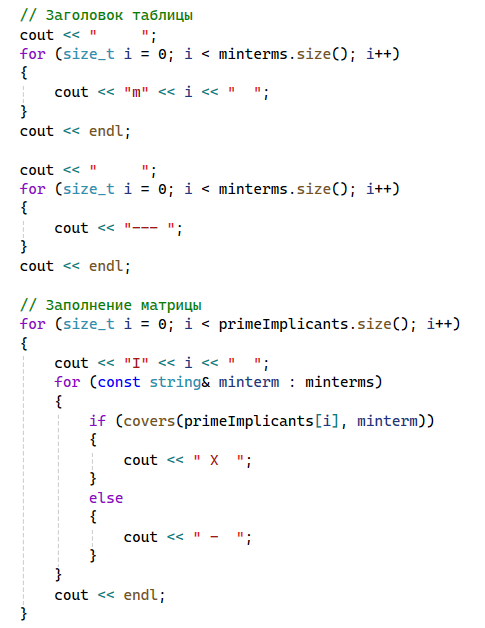 // Заголовок таблицы
cout << "     ";
for (size_t i = 0; i < minterms.size(); i++)
{
    cout << "m" << i << "  ";
}
cout << endl;

cout << "     ";
for (size_t i = 0; i < minterms.size(); i++)
{
    cout << "--- ";
}
cout << endl;

// Заполнение матрицы
for (size_t i = 0; i < primeImplicants.size(); i++)
{
    cout << "I" << i << "  ";
    for (const string& minterm : minterms)
    {
        if (covers(primeImplicants[i], minterm))
        {
            cout << " X  ";
        }
        else
        {
            cout << " -  ";
        }
    }
    cout << endl;
}